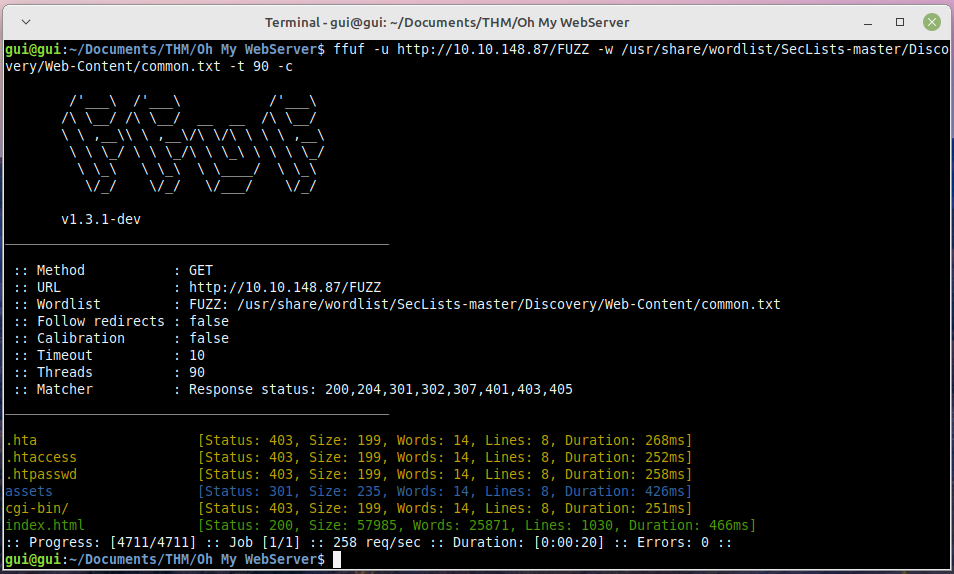 Terminal - gui@gui: ~/Documents/THM/Oh My WebServer
gui@gui:~/Documents/THM/Oh My WebServer$ ffuf -u http://10.10.148.87/FUZZ -w /usr/share/wordlist/SecLists-master/Disco
very/Web-Content/common.txt -t 90 -c
        /'___\  /'___\           /'___\
       /\ \__/ /\ \__/  __  __  /\ \__/
       \ \ ,__\\ \ ,__\/\ \/\ \ \ \ ,__\
        \ \ \_/ \ \ \_/\ \ \_\ \ \ \ \_/
         \ \_\   \ \_\  \ \____/  \ \_\
          \/_/    \/_/   \/___/    \/_/
       v1.3.1-dev
________________________________________________
 :: Method           : GET
 :: URL              : http://10.10.148.87/FUZZ
 :: Wordlist         : FUZZ: /usr/share/wordlist/SecLists-master/Discovery/Web-Content/common.txt
 :: Follow redirects : false
 :: Calibration      : false
 :: Timeout          : 10
 :: Threads          : 90
 :: Matcher          : Response status: 200,204,301,302,307,401,403,405
________________________________________________
.hta                    [Status: 403, Size: 199, Words: 14, Lines: 8, Duration: 268ms]
.htaccess               [Status: 403, Size: 199, Words: 14, Lines: 8, Duration: 252ms]
.htpasswd               [Status: 403, Size: 199, Words: 14, Lines: 8, Duration: 258ms]
assets                  [Status: 301, Size: 235, Words: 14, Lines: 8, Duration: 426ms]
cgi-bin/                [Status: 403, Size: 199, Words: 14, Lines: 8, Duration: 251ms]
index.html              [Status: 200, Size: 57985, Words: 25871, Lines: 1030, Duration: 466ms]
:: Progress: [4711/4711] :: Job [1/1] :: 258 req/sec :: Duration: [0:00:20] :: Errors: 0 ::
gui@gui:~/Documents/THM/Oh My WebServer$